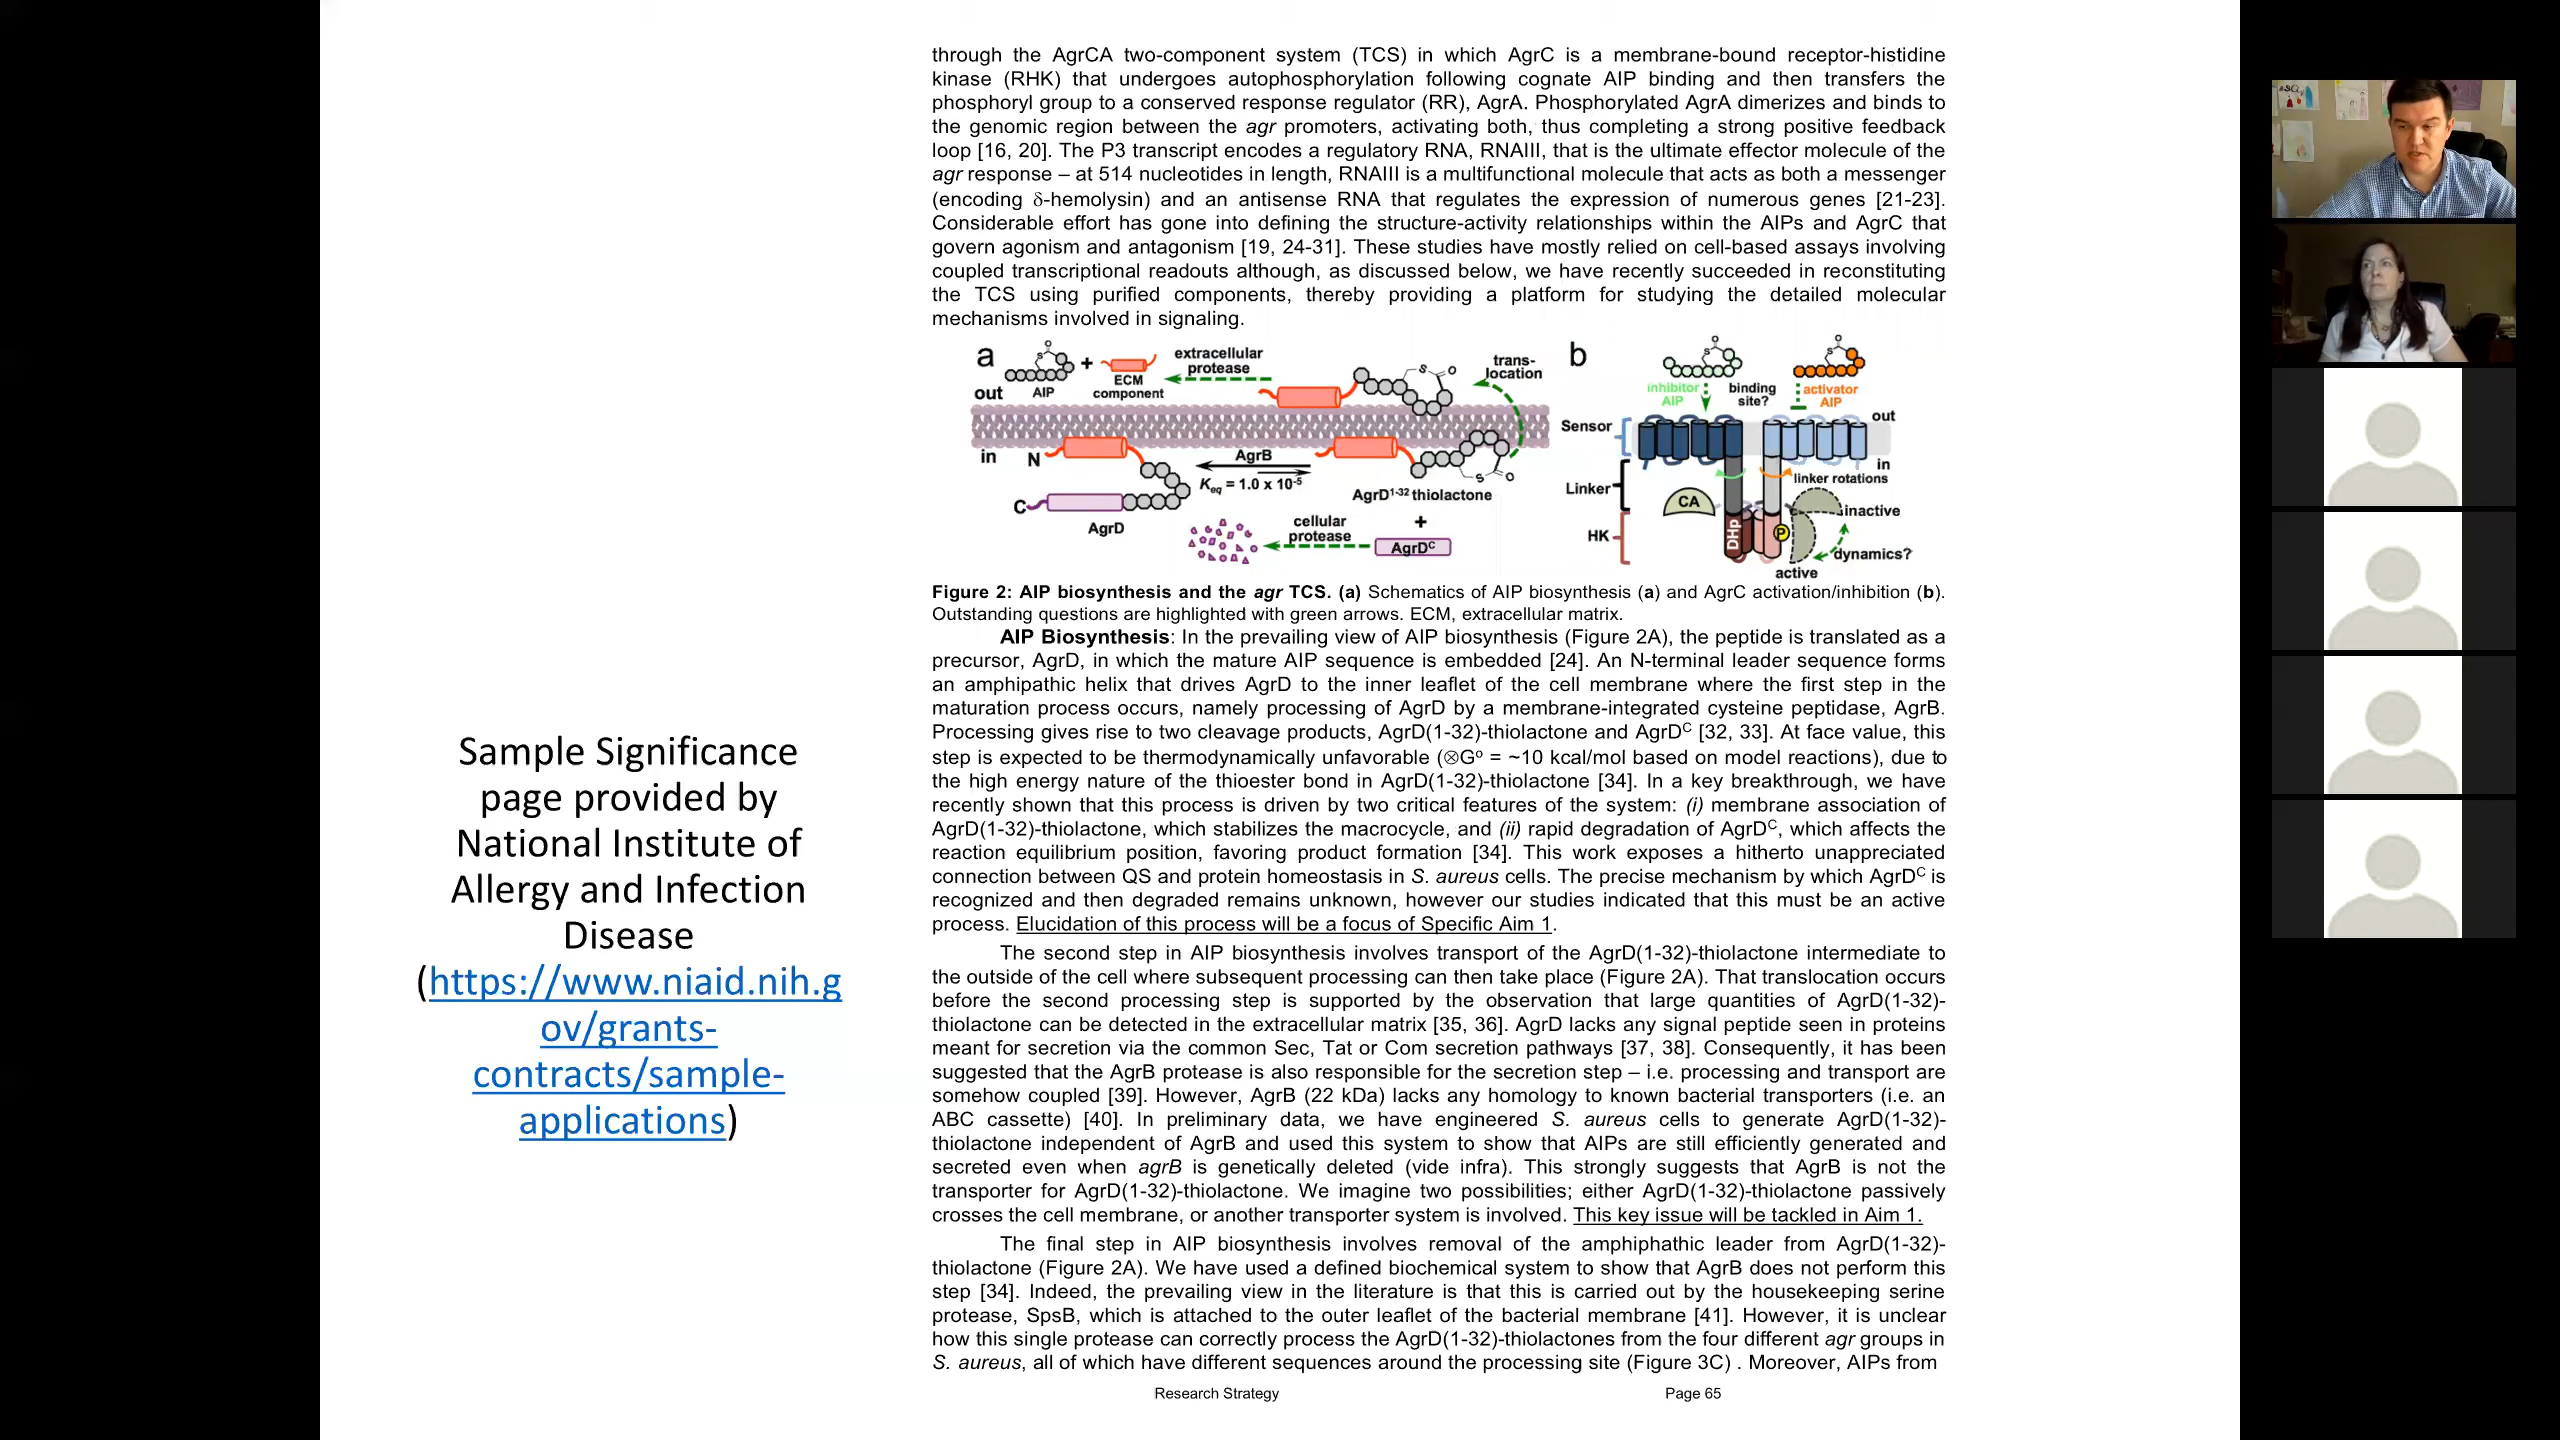 Sample Significance
page provided by
National Institute of
Allergy and Infection
Disease
(https://www.niaid.nih.g
ov/grants-
contracts/sample-
applications)
through the AgrCA two-component system (TCS) in which AgrC is a membrane-bound receptor-histidine
kinase (RHK) that undergoes autophosphorylation following cognate AIP binding and then transfers the
phosphoryl group to a conserved response regulator (RR), AgrA. Phosphorylated AgrA dimerizes and binds to
the genomic region between the agr promoters, activating both, thus completing a strong positive feedback
loop [16, 20]. The P3 transcript encodes a regulatory RNA, RNAIII, that is the ultimate effector molecule of the
agr response – at 514 nucleotides in length, RNAIII is a multifunctional molecule that acts as both a messenger
(encoding δ-hemolysin) and an antisense RNA that regulates the expression of numerous genes [21-23].
Considerable effort has gone into defining the structure-activity relationships within the AIPs and AgrC that
govern agonism and antagonism [19, 24-31]. These studies have mostly relied on cell-based assays involving
coupled transcriptional readouts although, as discussed below, we have recently succeeded in reconstituting
the TCS using purified components, thereby providing a platform for studying the detailed molecular
mechanisms involved in signaling.
a
S
O
+
extracellular
protease
ECM
component
AIP
out
S
O
trans-
location
in
N
C
AgrD
AgrB
Keq = 1.0 x 10-5
S
O
AgrD1-32 thiolactone
+
cellular
protease
AgrDC
b
S
O
S
O
inhibitor
AIP
binding
site?
activator
AIP
Sensor
out
in
Linker
linker rotations
CA
inactive
HK
DHp
P
dynamics?
active
Figure 2: AIP biosynthesis and the agr TCS. (a) Schematics of AIP biosynthesis (a) and AgrC activation/inhibition (b).
Outstanding questions are highlighted with green arrows. ECM, extracellular matrix.
AIP Biosynthesis: In the prevailing view of AIP biosynthesis (Figure 2A), the peptide is translated as a
precursor, AgrD, in which the mature AIP sequence is embedded [24]. An N-terminal leader sequence forms
an amphipathic helix that drives AgrD to the inner leaflet of the cell membrane where the first step in the
maturation process occurs, namely processing of AgrD by a membrane-integrated cysteine peptidase, AgrB.
Processing gives rise to two cleavage products, AgrD(1-32)-thiolactone and AgrDC [32, 33]. At face value, this
step is expected to be thermodynamically unfavorable (⊗Go = ~10 kcal/mol based on model reactions), due to
the high energy nature of the thioester bond in AgrD(1-32)-thiolactone [34]. In a key breakthrough, we have
recently shown that this process is driven by two critical features of the system: (i) membrane association of
AgrD(1-32)-thiolactone, which stabilizes the macrocycle, and (ii) rapid degradation of AgrDC, which affects the
reaction equilibrium position, favoring product formation [34]. This work exposes a hitherto unappreciated
connection between QS and protein homeostasis in S. aureus cells. The precise mechanism by which AgrDC is
recognized and then degraded remains unknown, however our studies indicated that this must be an active
process. Elucidation of this process will be a focus of Specific Aim 1.
The second step in AIP biosynthesis involves transport of the AgrD(1-32)-thiolactone intermediate to
the outside of the cell where subsequent processing can then take place (Figure 2A). That translocation occurs
before the second processing step is supported by the observation that large quantities of AgrD(1-32)-
thiolactone can be detected in the extracellular matrix [35, 36]. AgrD lacks any signal peptide seen in proteins
meant for secretion via the common Sec, Tat or Com secretion pathways [37, 38]. Consequently, it has been
suggested that the AgrB protease is also responsible for the secretion step – i.e. processing and transport are
somehow coupled [39]. However, AgrB (22 kDa) lacks any homology to known bacterial transporters (i.e. an
ABC cassette) [40]. In preliminary data, we have engineered S. aureus cells to generate AgrD(1-32)-
thiolactone independent of AgrB and used this system to show that AIPs are still efficiently generated and
secreted even when agrB is genetically deleted (vide infra). This strongly suggests that AgrB is not the
transporter for AgrD(1-32)-thiolactone. We imagine two possibilities; either AgrD(1-32)-thiolactone passively
crosses the cell membrane, or another transporter system is involved. This key issue will be tackled in Aim 1.
The final step in AIP biosynthesis involves removal of the amphiphathic leader from AgrD(1-32)-
thiolactone (Figure 2A). We have used a defined biochemical system to show that AgrB does not perform this
step [34]. Indeed, the prevailing view in the literature is that this is carried out by the housekeeping serine
protease, SpsB, which is attached to the outer leaflet of the bacterial membrane [41]. However, it is unclear
how this single protease can correctly process the AgrD(1-32)-thiolactones from the four different agr groups in
S. aureus, all of which have different sequences around the processing site (Figure 3C) . Moreover, AIPs from
Research Strategy
Page 65